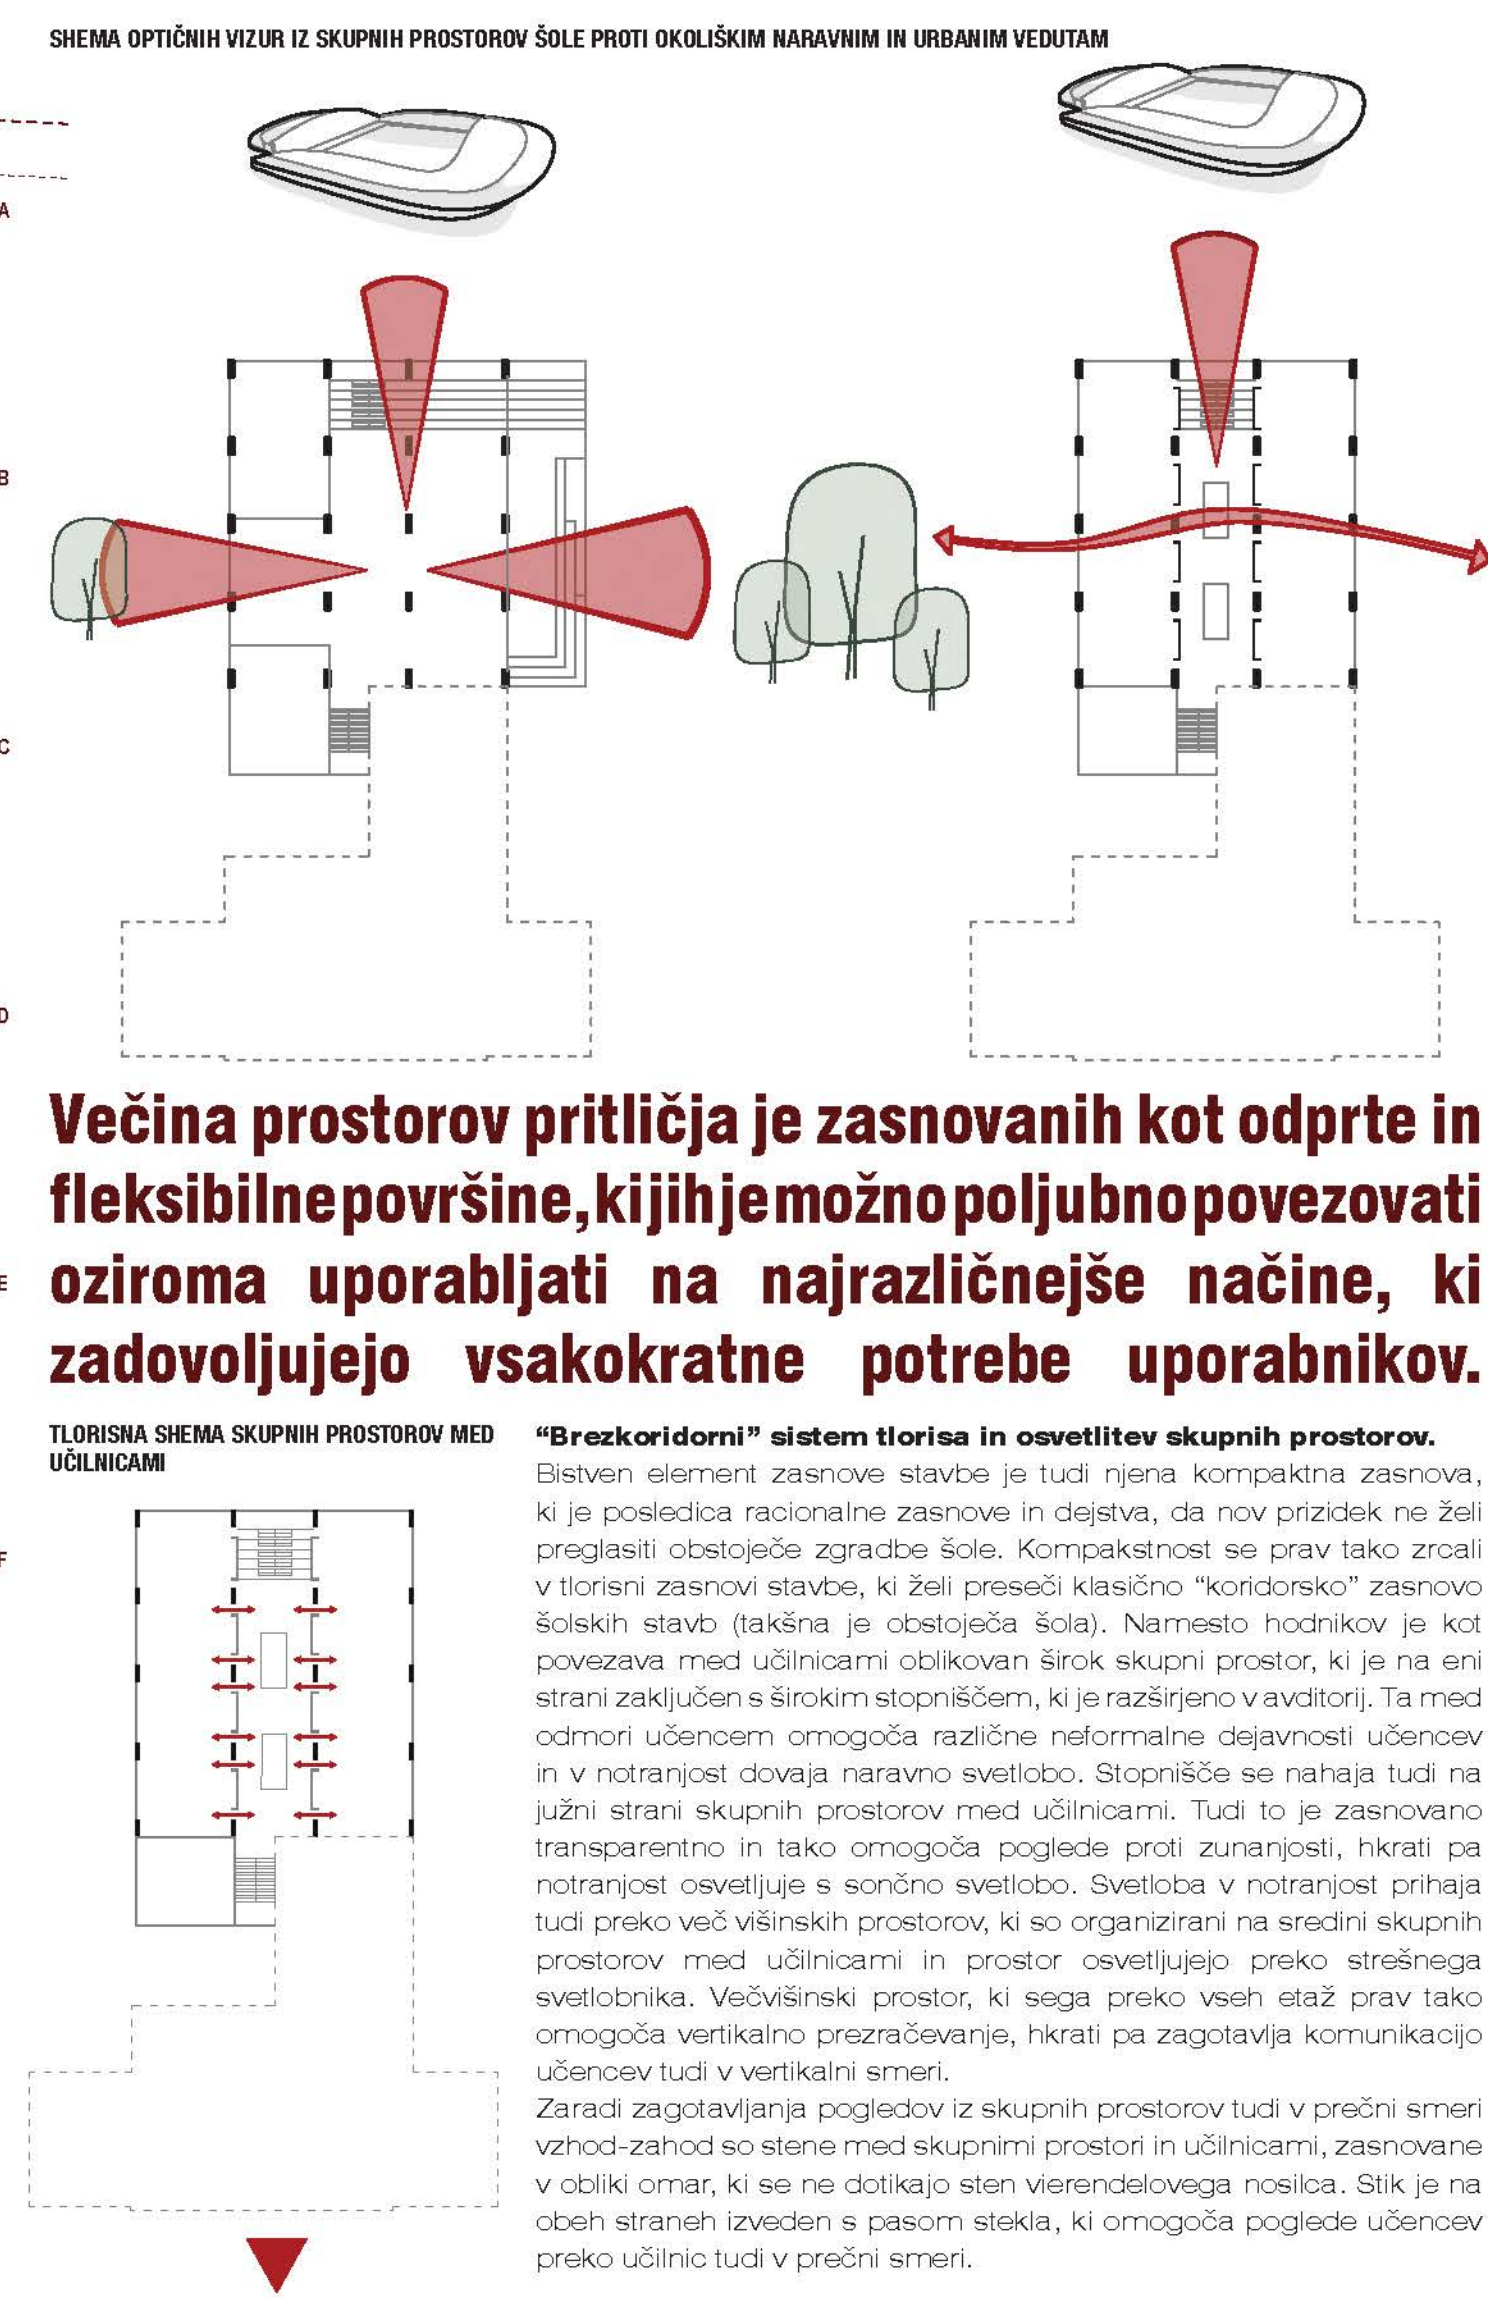 SHEMA OPTIČNIH VIZUR IZ SKUPNIH PROSTOROV ŠOLE PROTI OKOLIŠKIM NARAVNIM IN URBANIM VEDUTAM
A
B
C
D
E
F
Večina prostorov pritličja je zasnovanih kot odprte in
fleksibilne površine, ki jih je možno poljubno povezovati
oziroma uporabljati na najrazličnejše načine, ki
zadovoljujejo vsakokratne potrebe uporabnikov.
TLORISNA SHEMA SKUPNIH PROSTOROV MED
UČILNICAMI
“Brezkoridorni” sistem tlorisa in osvetlitev skupnih prostorov.
Bistven element zasnove stavbe je tudi njena kompaktna zasnova,
ki je posledica racionalne zasnove in dejstva, da nov prizidek ne želi
preglasiti obstoječe zgradbe šole. Kompakstnost se prav tako zrcali
v tlorisni zasnovi stavbe, ki želi preseči klasično “koridorsko” zasnovo
šolskih stavb (takšna je obstoječa šola). Namesto hodnikov je kot
povezava med učilnicami oblikovan širok skupni prostor, ki je na eni
strani zaključen s širokim stopniščem, ki je razširjeno v avditorij. Ta med
odmori učencem omogoča različne neformalne dejavnosti učencev
in v notranjost dovaja naravno svetlobo. Stopnišče se nahaja tudi na
južni strani skupnih prostorov med učilnicami. Tudi to je zasnovano
transparentno in tako omogoča poglede proti zunanjosti, hkrati pa
notranjost osvetljuje s sončno svetlobo. Svetloba v notranjost prihaja
tudi preko več višinskih prostorov, ki so organizirani na sredini skupnih
prostorov med učilnicami in prostor osvetljujejo preko strešnega
svetlobnika. Večvišinski prostor, ki sega preko vseh etaž prav tako
omogoča vertikalno prezračevanje, hkrati pa zagotavlja komunikacijo
učencev tudi v vertikalni smeri.
Zaradi zagotavljanja pogledov iz skupnih prostorov tudi v prečni smeri
vzhod-zahod so stene med skupnimi prostori in učilnicami, zasnovane
v obliki omar, ki se ne dotikajo sten vierendelovega nosilca. Stik je na
obeh straneh izveden s pasom stekla, ki omogoča poglede učencev
preko učilnic tudi v prečni smeri.